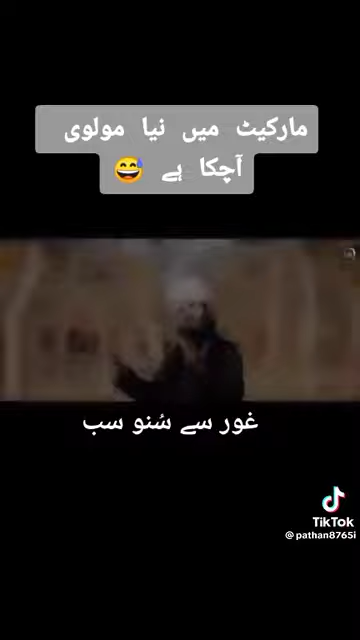 مارکیٹ میں نیا مولوی
آچکا ہے 😅
غور سے سُنو سب
TikTok
@pathan8765i